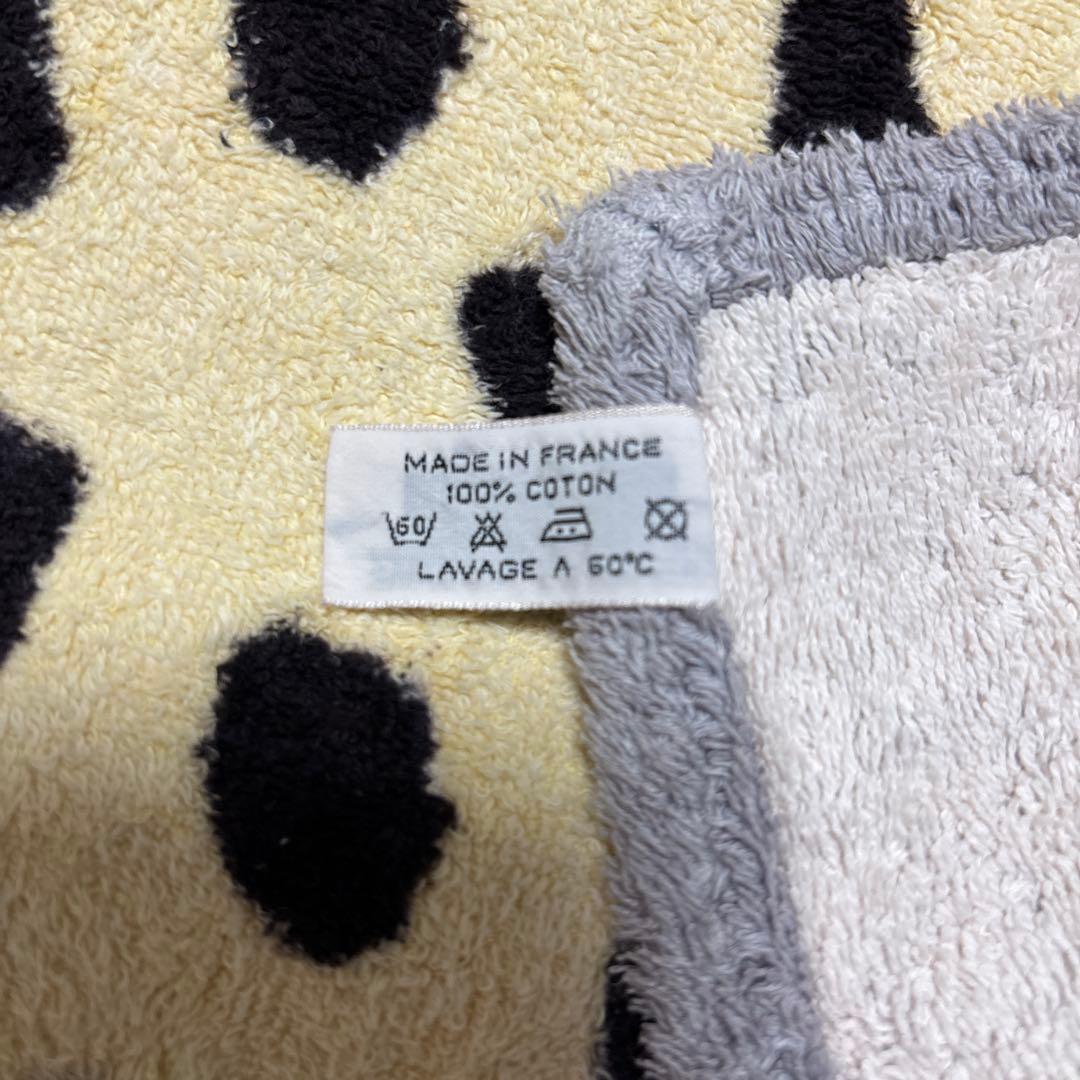 MADE IN FRANCE
100% COTON
60
LAVAGE A 60°C